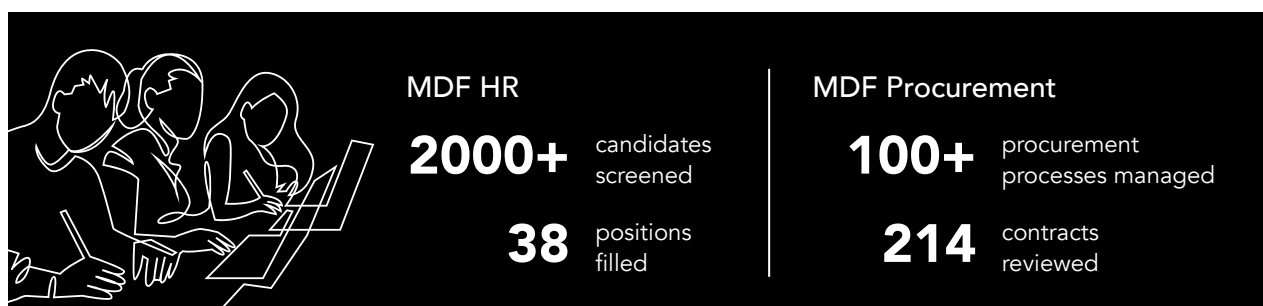 MDF HR
2000+ candidates
screened
38 positions
filled
MDF Procurement
100+ procurement
processes managed
214 contracts
reviewed